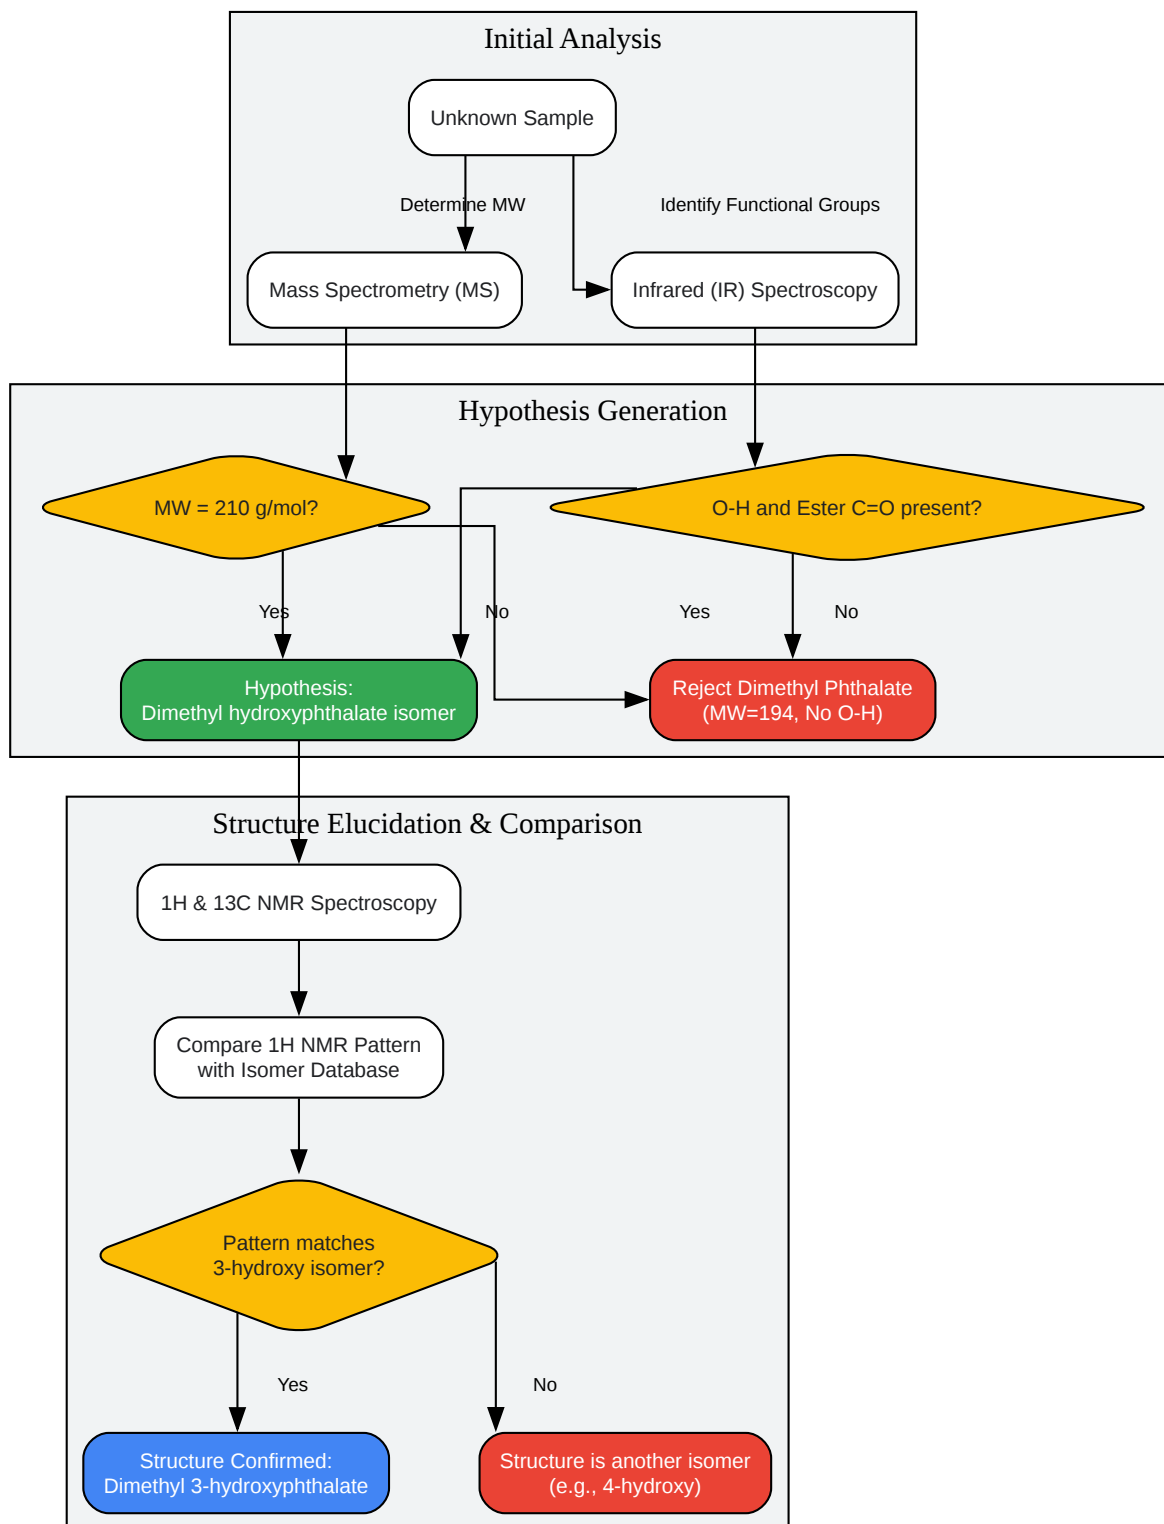 Initial Analysis
Unknown Sample
Determine MW
Identify Functional Groups
Mass Spectrometry (MS)
Infrared (IR) Spectroscopy
Hypothesis Generation
MW = 210 g/mol?
O-H and Ester C=O present?
Yes
No
Yes
No
Hypothesis:
Dimethyl hydroxyphthalate isomer
Reject Dimethyl Phthalate
(MW=194, No O-H)
Structure Elucidation & Comparison
1H & 13C NMR Spectroscopy
Compare 1H NMR Pattern
with Isomer Database
Pattern matches
3-hydroxy isomer?
Yes
No
Structure Confirmed:
Dimethyl 3-hydroxyphthalate
Structure is another isomer
(e.g., 4-hydroxy)